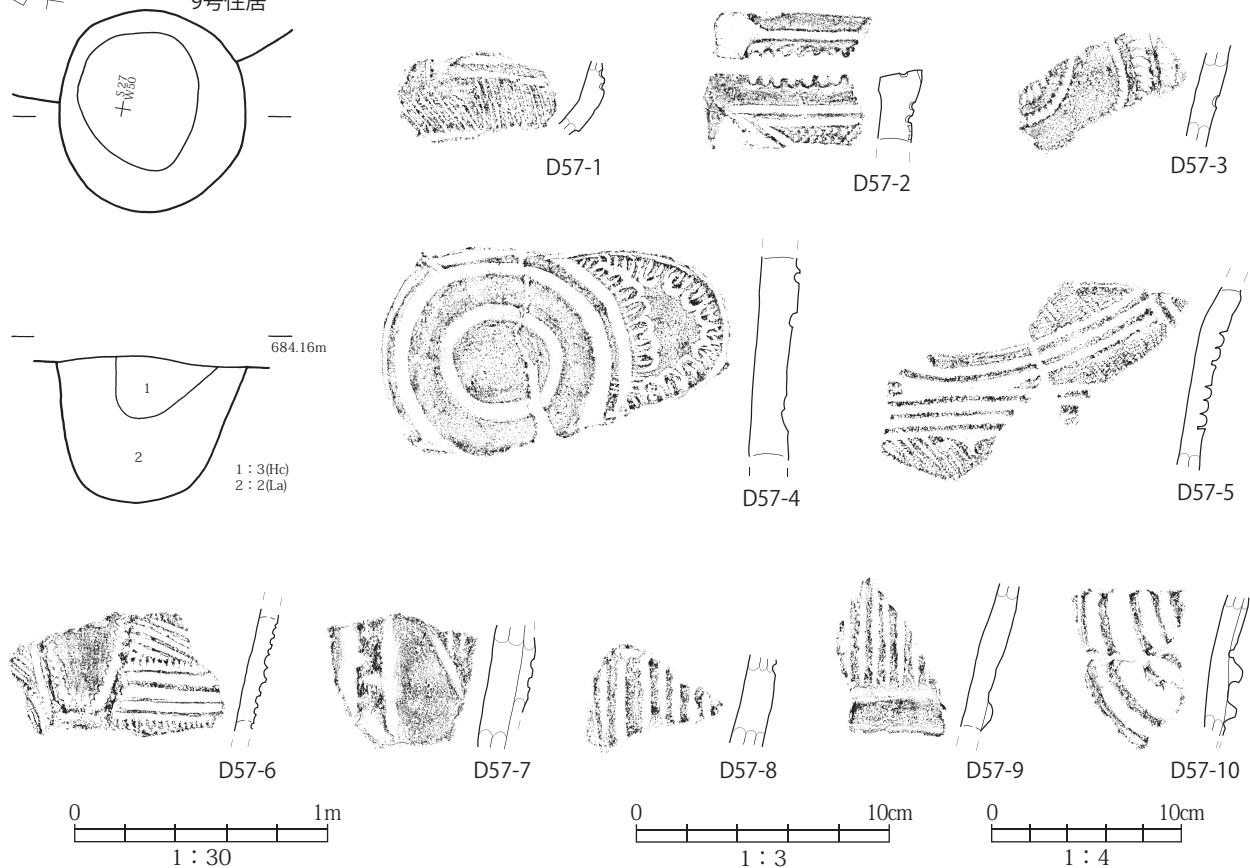 9号住居
S27
W50
D57-1
D57-2
D57-3
684.16m
1
2
1：3(Hc)
2：2(La)
D57-4
D57-5
D57-6
D57-7
D57-8
D57-9
D57-10
0 1m
1：30
0 10cm
1：3
0 10cm
1：4